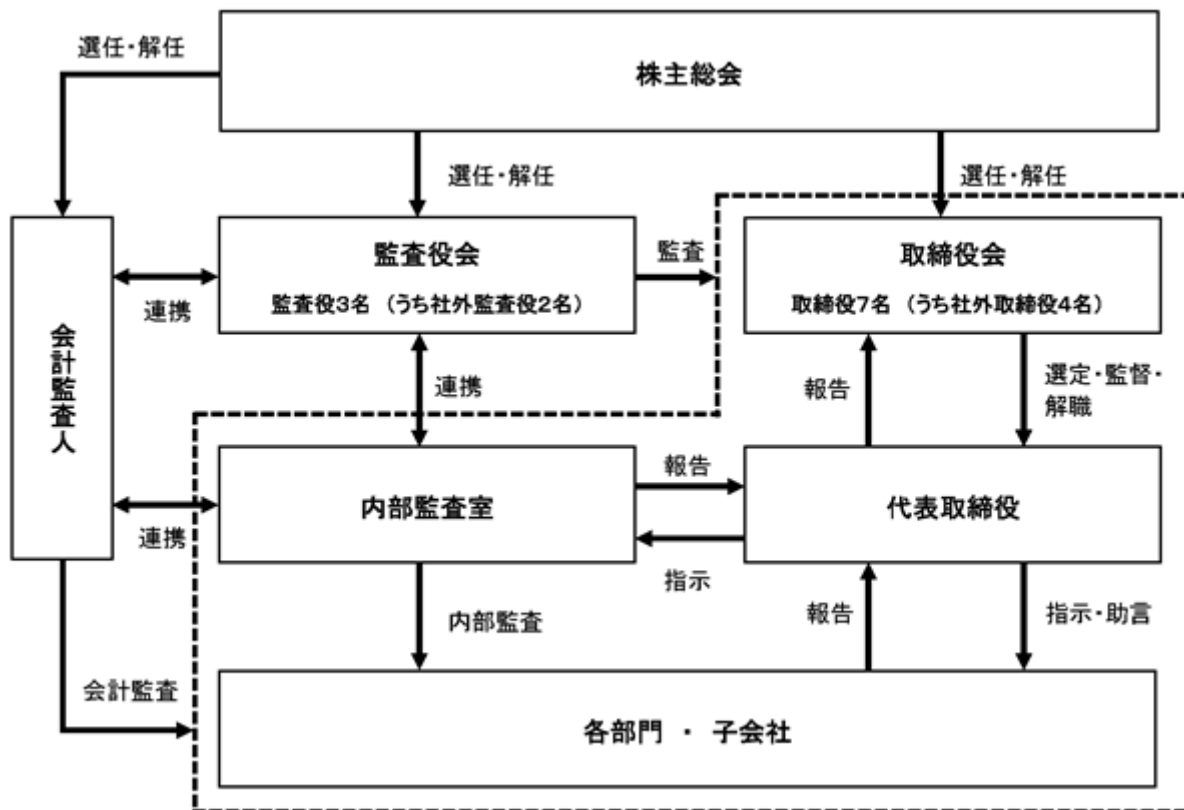 選任・解任
株主総会
選任・解任
選任・解任
監査役会
監査役3名 (うち社外監査役2名)
監査
取締役会
取締役7名 (うち社外取締役4名)
連携
会計監査人
連携
報告
選定・監督・
解職
内部監査室
報告
代表取締役
連携
指示
内部監査
報告
指示・助言
会計監査
各部門 ・ 子会社